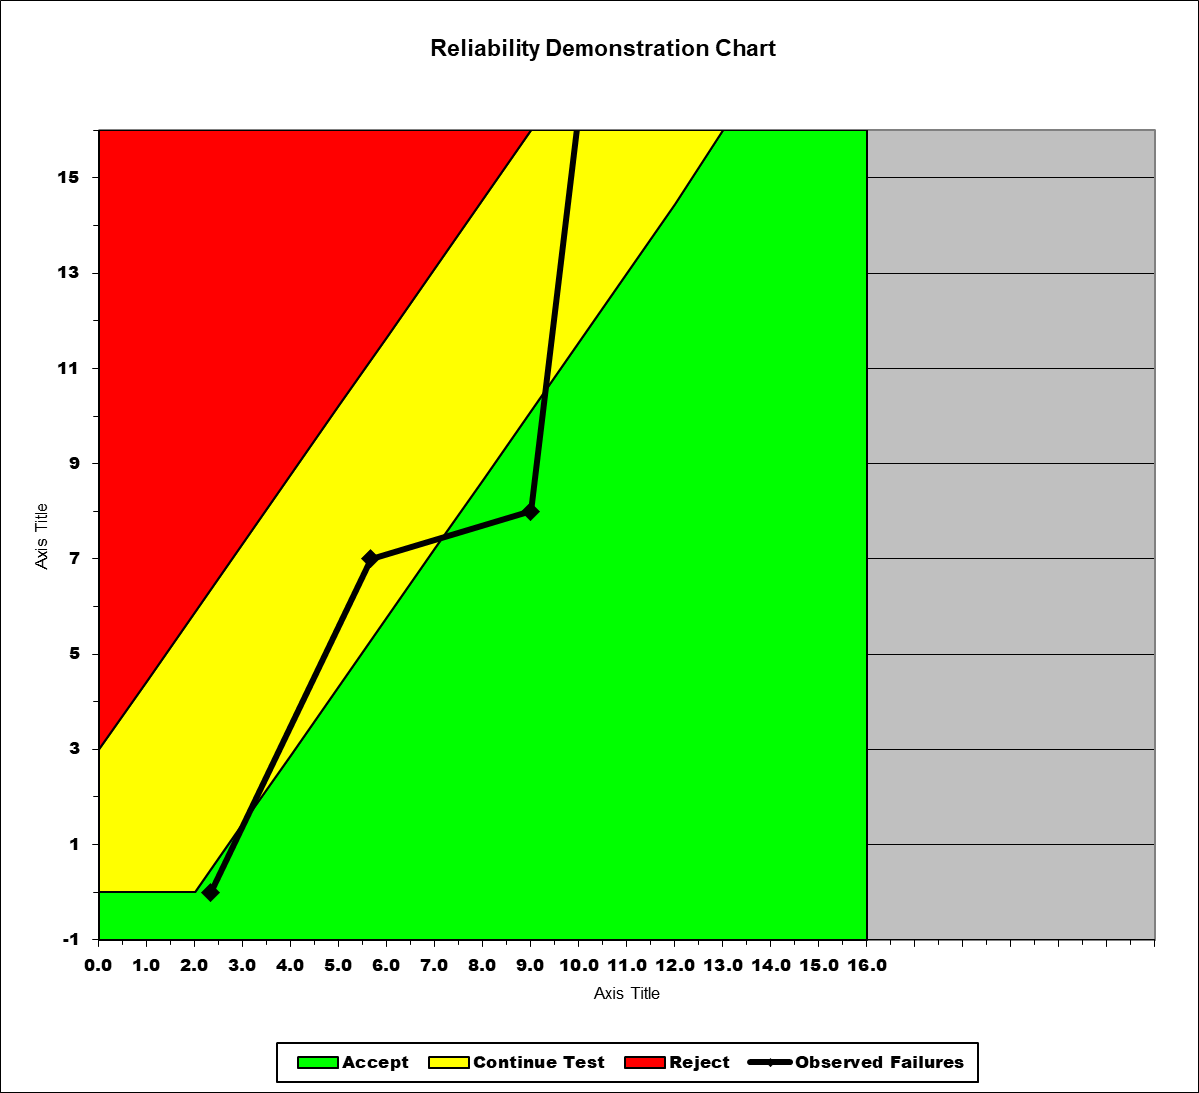 Reliability Demonstration Chart
15
13
11
9
7
5
3
1
-1
Axis Title
0.0 1.0 2.0 3.0 4.0 5.0 6.0 7.0 8.0 9.0 10.0 11.0 12.0 13.0 14.0 15.0 16.0
Axis Title
Accept Continue Test Reject Observed Failures